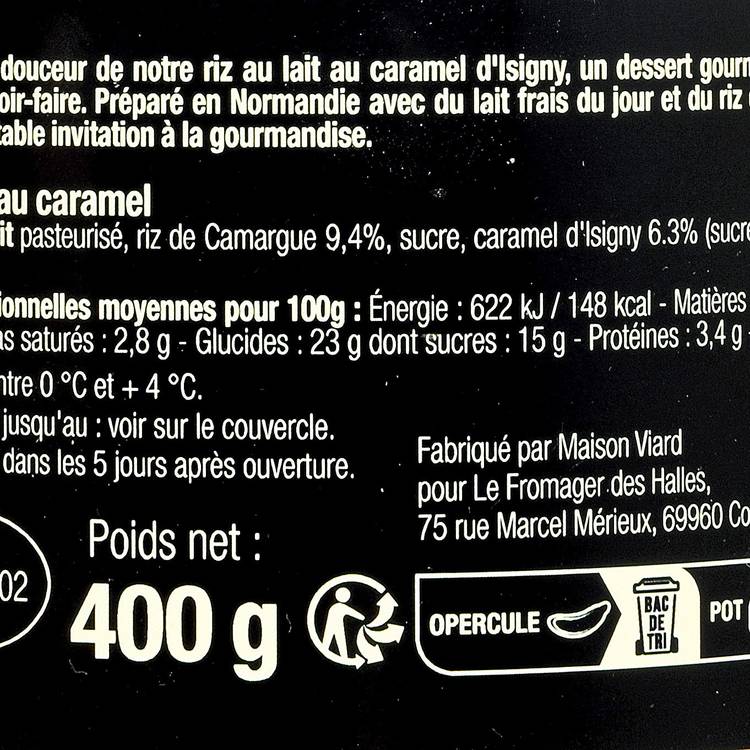 douceur de notre riz au lait au caramel d'Isigny, un dessert gourm
oir-faire. Préparé en Normandie avec du lait frais du jour et du riz
table invitation à la gourmandise.
au caramel
it pasteurisé, riz de Camargue 9,4%, sucre, caramel d'Isigny 6.3% (sucre
ionnelles moyennes pour 100g : Énergie : 622 kJ / 148 kcal - Matières
as saturés : 2,8 g - Glucides : 23 g dont sucres : 15 g - Protéines : 3,4 g -
ntre 0 °C et + 4 °C.
jusqu'au : voir sur le couvercle.
dans les 5 jours après ouverture.
Fabriqué par Maison Viard
pour Le Fromager des Halles,
75 rue Marcel Mérieux, 69960 Co
02
Poids net :
400 g
OPERCULE
BAC
DE
TRI
POT